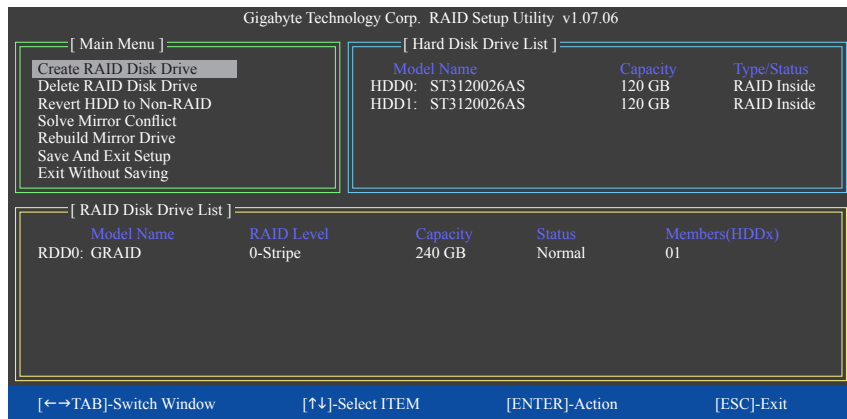 Gigabyte Technology Corp. RAID Setup Utility v1.07.06
[ Main Menu ]
Create RAID Disk Drive
Delete RAID Disk Drive
Revert HDD to Non-RAID
Solve Mirror Conflict
Rebuild Mirror Drive
Save And Exit Setup
Exit Without Saving
[ Hard Disk Drive List ]
Model Name Capacity Type/Status
HDD0: ST3120026AS 120 GB RAID Inside
HDD1: ST3120026AS 120 GB RAID Inside
[ RAID Disk Drive List ]
Model Name RAID Level Capacity Status Members(HDDx)
RDD0: GRAID 0-Stripe 240 GB Normal 01
[←→TAB]-Switch Window [↑↓]-Select ITEM [ENTER]-Action [ESC]-Exit